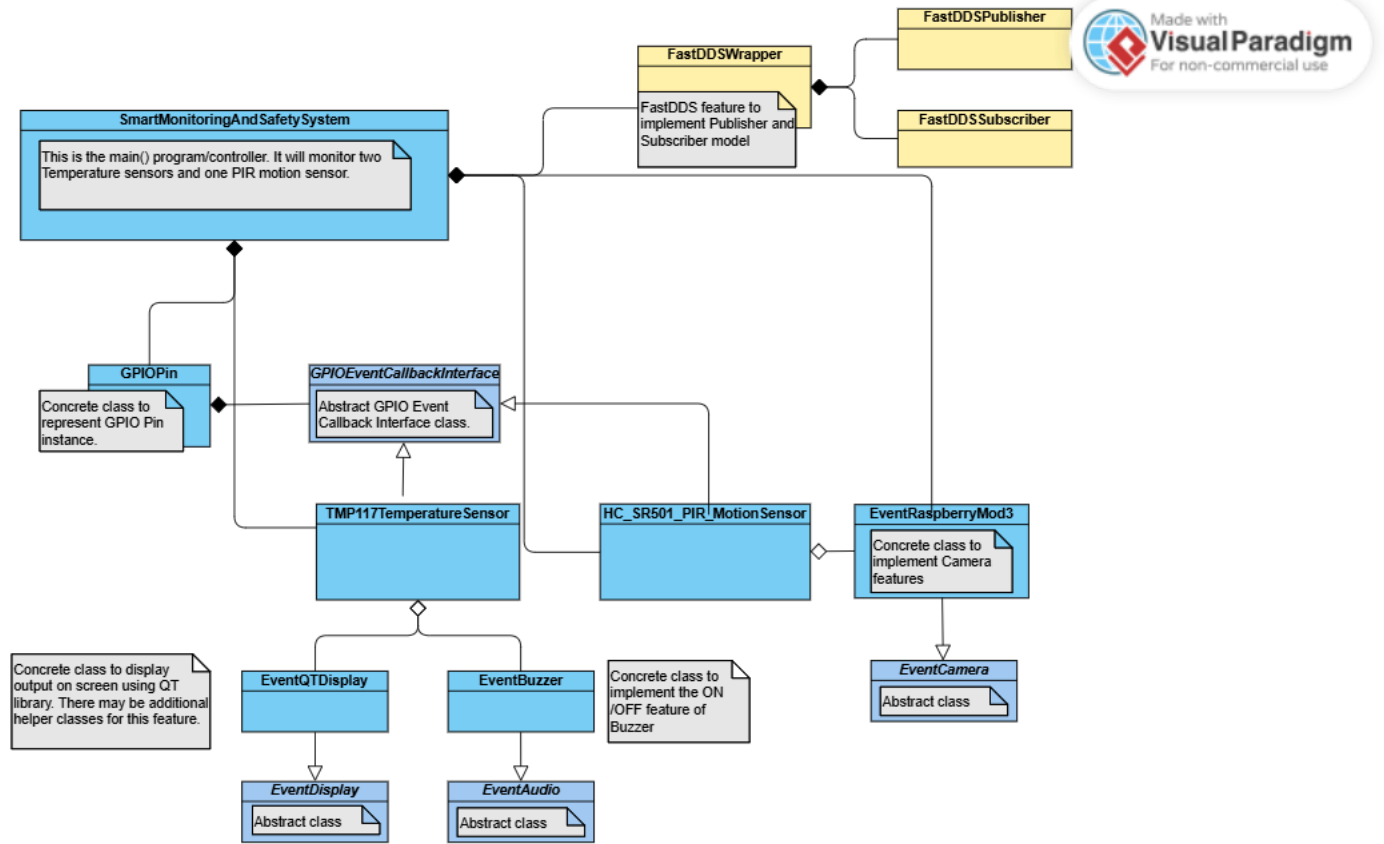 FastDDSPublisher
Made with
Visual Paradigm
For non-commercial use
FastDDSWrapper
FastDDS feature to
implement Publisher and
Subscriber model
FastDDSSubscriber
SmartMonitoringAndSafetySystem
This is the main() program/controller. It will monitor two
Temperature sensors and one PIR motion sensor.
GPIOPin
Concrete class to
represent GPIO Pin
instance.
GPIOEventCallbackInterface
Abstract GPIO Event
Callback Interface class.
TMP117TemperatureSensor
HC_SR501_PIR_MotionSensor
EventRaspberryMod3
Concrete class to
implement Camera
features
Concrete class to display
output on screen using QT
library. There may be additional
helper classes for this feature.
EventQTDisplay
EventBuzzer
Concrete class to
implement the ON
/OFF feature of
Buzzer
EventCamera
Abstract class
EventDisplay
Abstract class
EventAudio
Abstract class